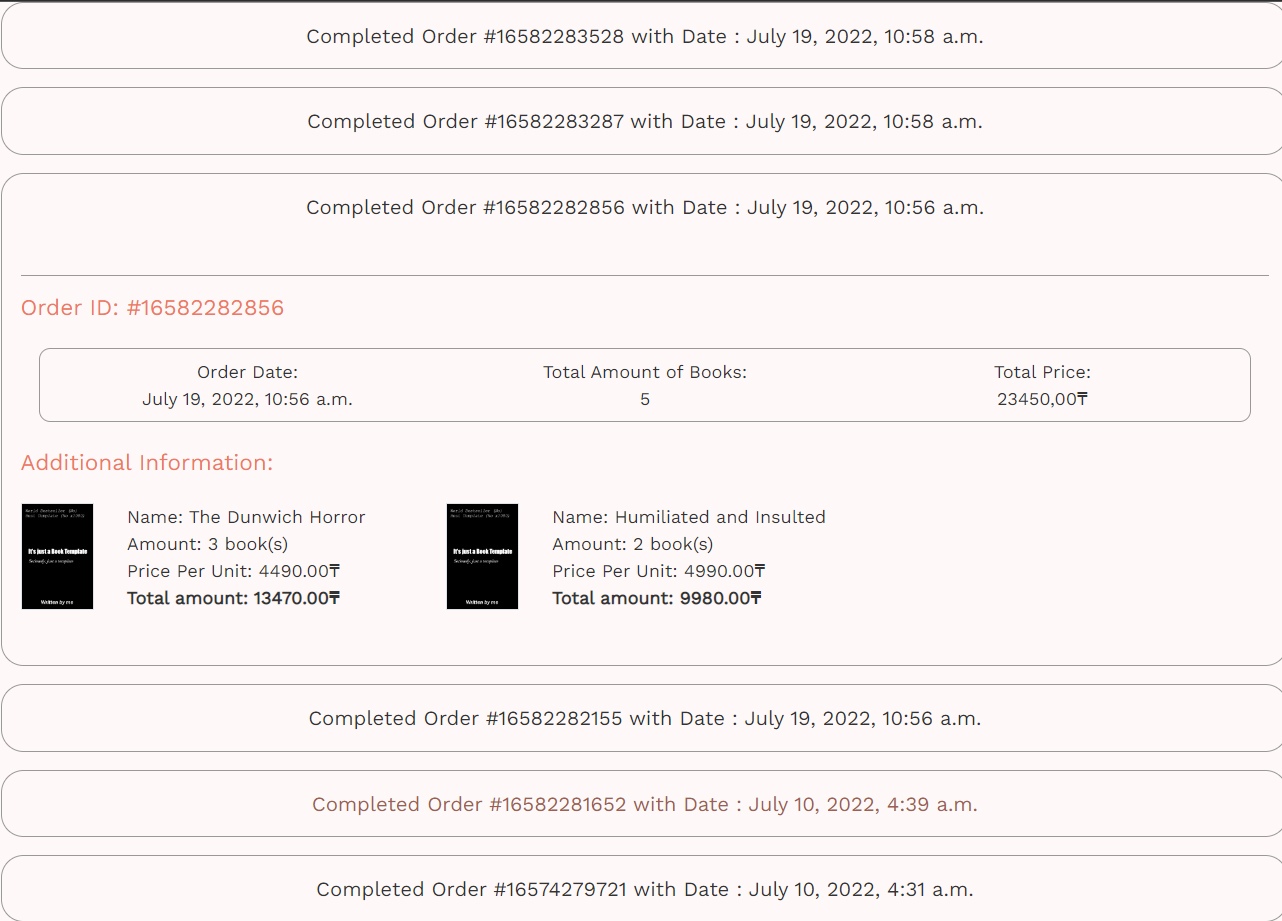 Completed Order #16582283528 with Date : July 19, 2022, 10:58 a.m.
Completed Order #16582283287 with Date : July 19, 2022, 10:58 a.m.
Completed Order #16582282856 with Date : July 19, 2022, 10:56 a.m.
Order ID: #16582282856
Order Date:
July 19, 2022, 10:56 a.m.
Total Amount of Books:
5
Total Price:
23450,00₸
Additional Information:
It's just a Book Template
Seriously, just a template
Written by me
Name: The Dunwich Horror
Amount: 3 book(s)
Price Per Unit: 4490.00₸
Total amount: 13470.00₸
It's just a Book Template
Seriously, just a template
Written by me
Name: Humiliated and Insulted
Amount: 2 book(s)
Price Per Unit: 4990.00₸
Total amount: 9980.00₸
Completed Order #16582282155 with Date : July 19, 2022, 10:56 a.m.
Completed Order #16582281652 with Date : July 10, 2022, 4:39 a.m.
Completed Order #16574279721 with Date : July 10, 2022, 4:31 a.m.